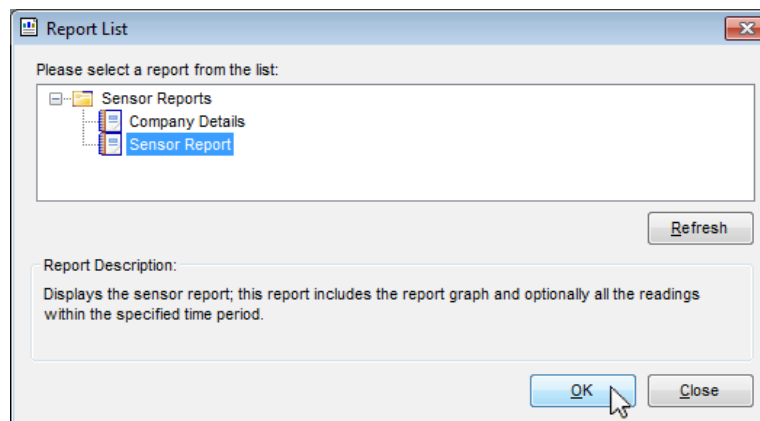 Report List
Please select a report from the list:
Sensor Reports
Company Details
Sensor Report
Refresh
Report Description:
Displays the sensor report; this report includes the report graph and optionally all the readings
within the specified time period.
OK Close